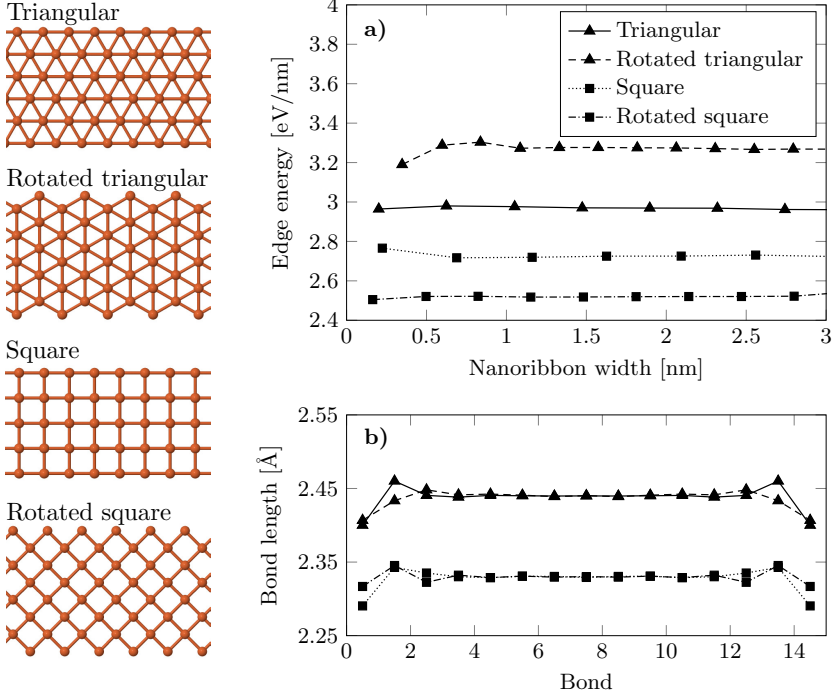 Triangular
Rotated triangular
Square
Rotated square
a)
Triangular
Rotated triangular
Square
Rotated square
4
3.8
3.6
3.4
3.2
3
2.8
2.6
2.4
Edge energy [eV/nm]
0 0.5 1 1.5 2 2.5 3
Nanoribbon width [nm]
b)
2.55
2.45
2.35
2.25
Bond length [Å]
0 2 4 6 8 10 12 14
Bond